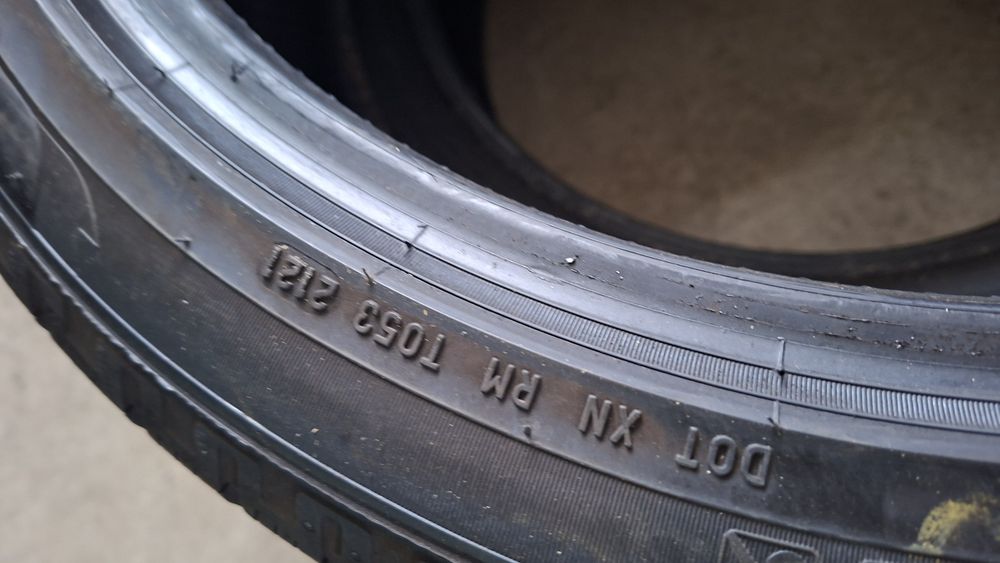 DOT XN RM T053 2121